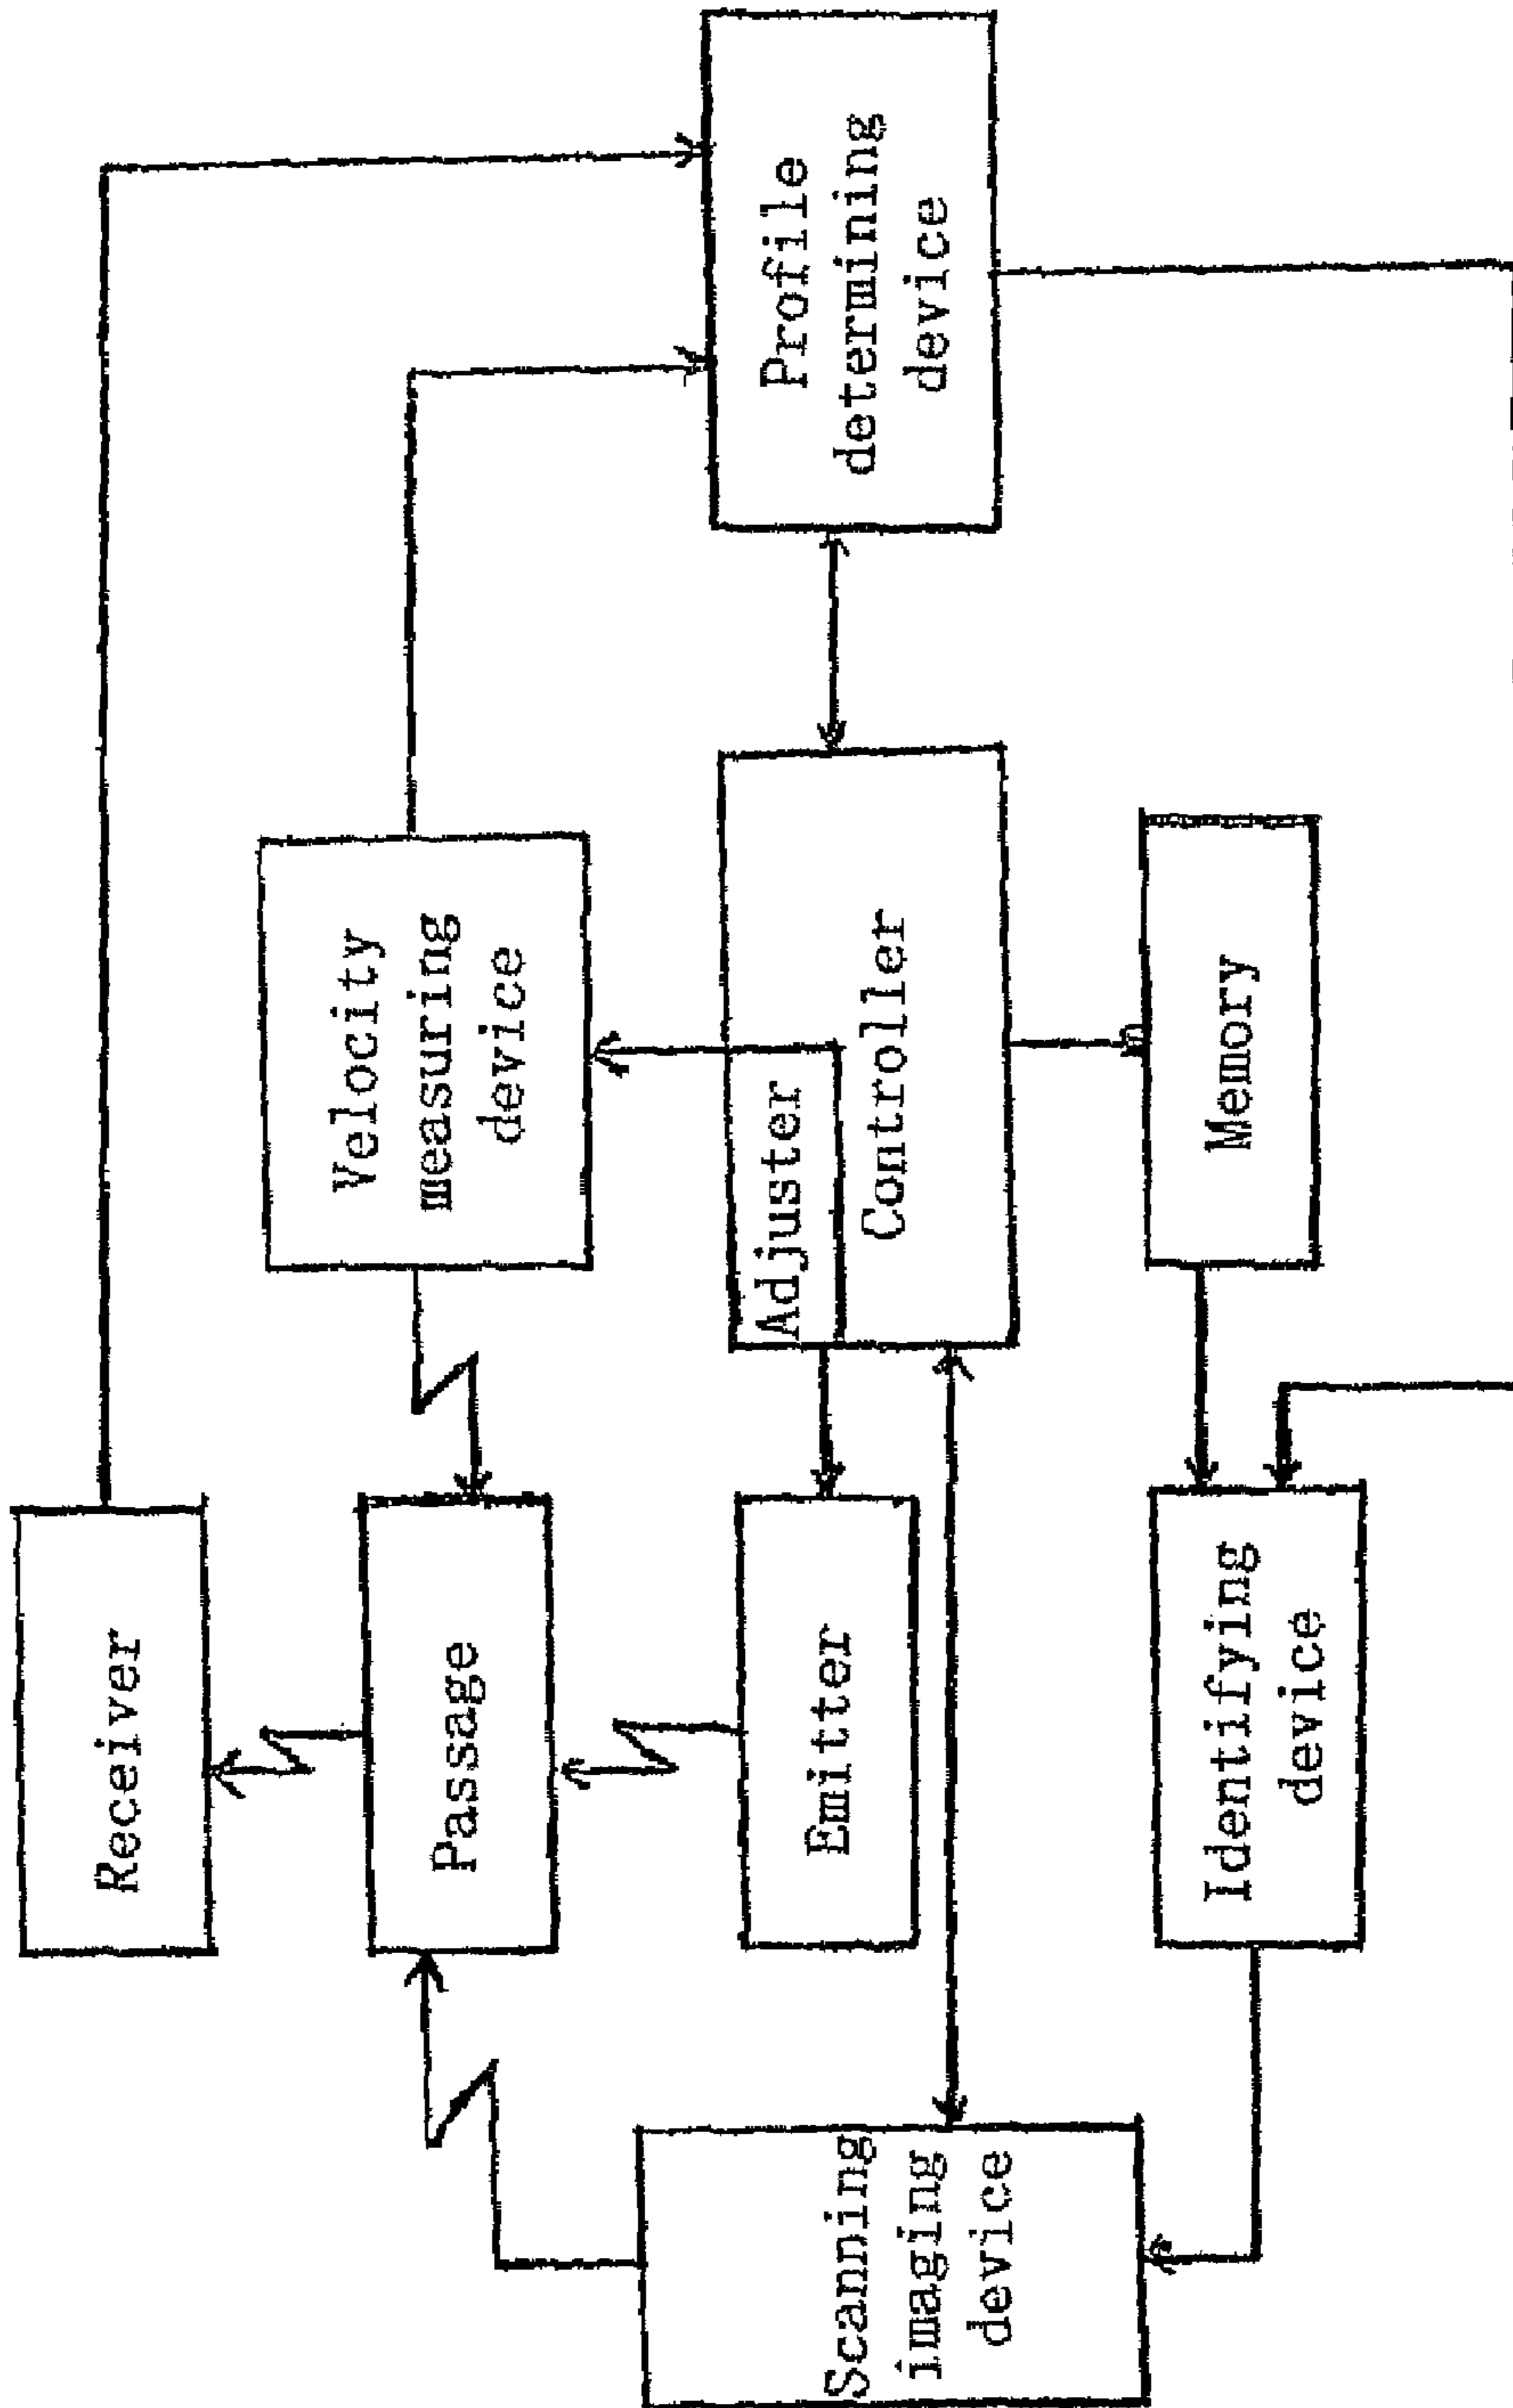 Receiver
Passage
Emitter
Velocity
measuring
device
Adjuster
Controller
Profile
determining
device
Scanning
imaging
device
Identifying
device
Memory